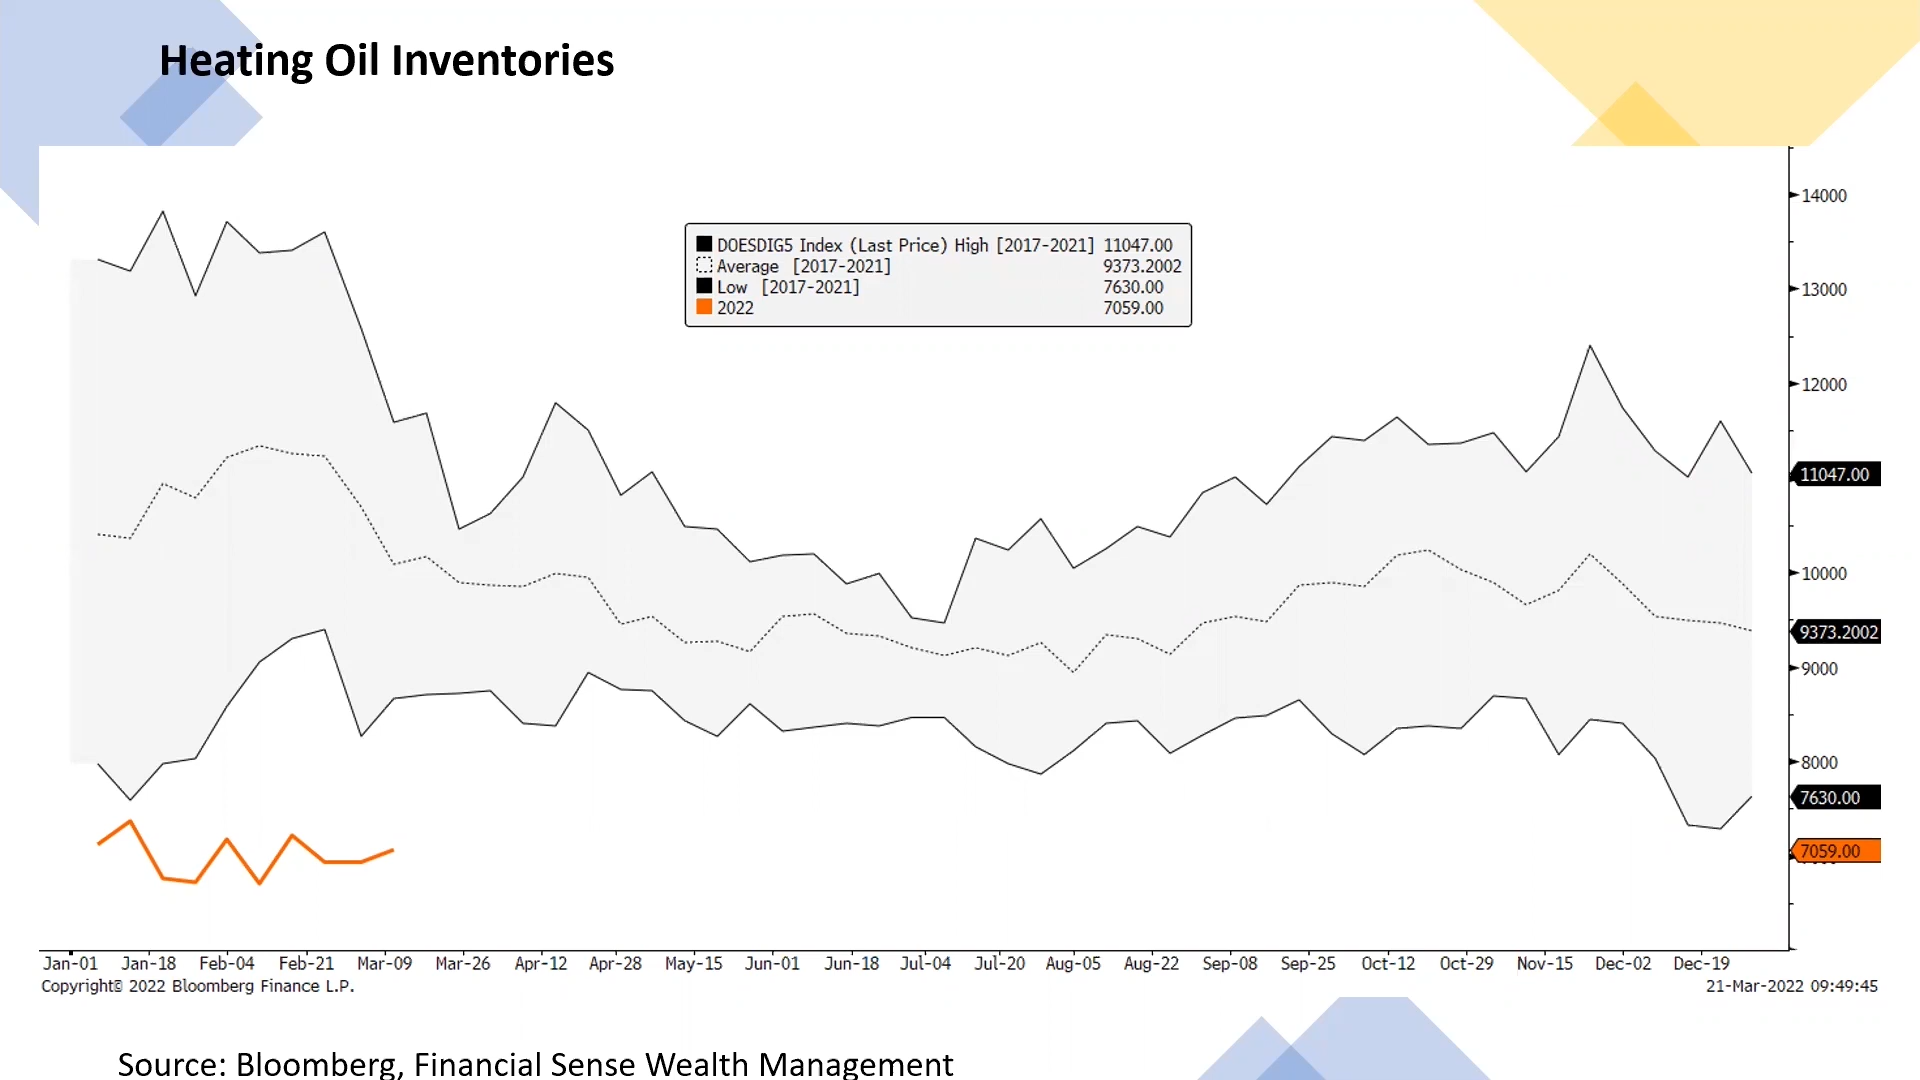 Heating Oil Inventories
DOESDIG5 Index (Last Price) High [2017-2021] 11047.00
Average [2017-2021] 9373.2002
Low [2017-2021] 7630.00
2022 7059.00
14000
13000
12000
11047.00
10000
9373.2002
9000
8000
7630.00
7059.00
Jan-01 Jan-18 Feb-04 Feb-21 Mar-09 Mar-26 Apr-12 Apr-28 May-15 Jun-01 Jun-18 Jul-04 Jul-20 Aug-05 Aug-22 Sep-08 Sep-25 Oct-12 Oct-29 Nov-15 Dec-02 Dec-19
Copyright© 2022 Bloomberg Finance L.P. 21-Mar-2022 09:49:45
Source: Bloomberg, Financial Sense Wealth Management